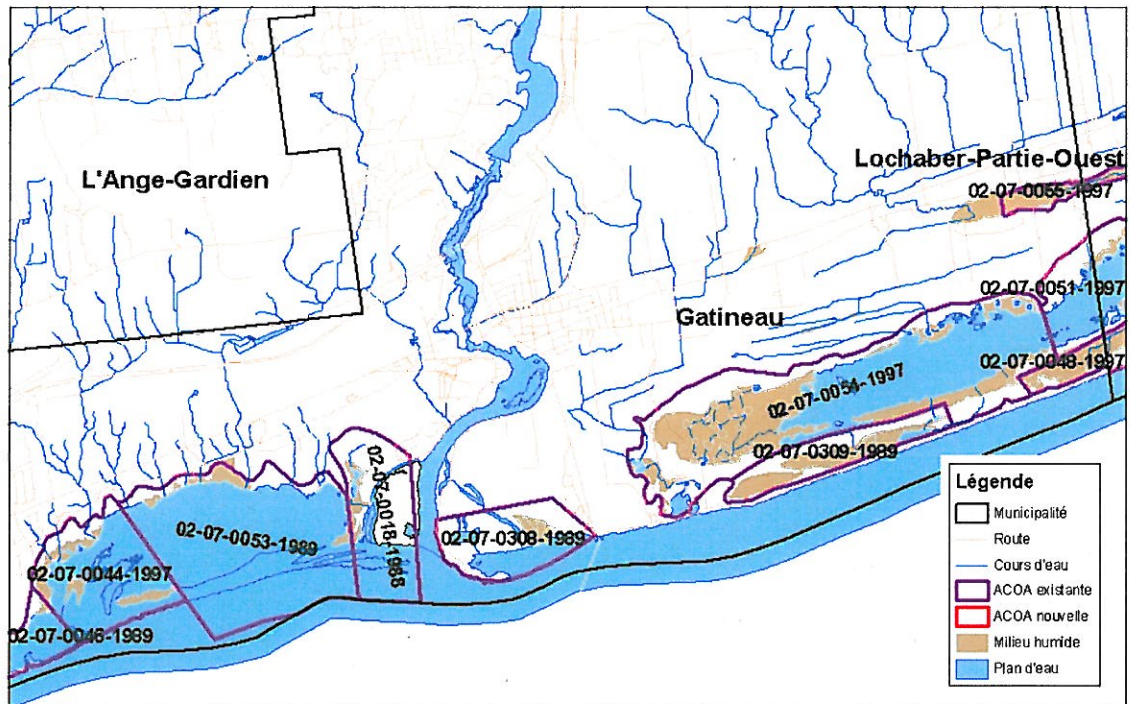 L'Ange-Gardien
Lochaber-Partie-Ouest
02-07-0055-1997
02-07-0051-1997
Gatineau
02-07-0048-1997
02-07-0054-1997
02-07-0309-1989
02-07-0018-1988
02-07-0053-1989
02-07-0308-1989
02-07-0044-1997
02-07-0046-1989
Légende
Municipalité
Route
Cours d'eau
ACOA existante
ACOA nouvelle
Milieu humide
Plan d'eau